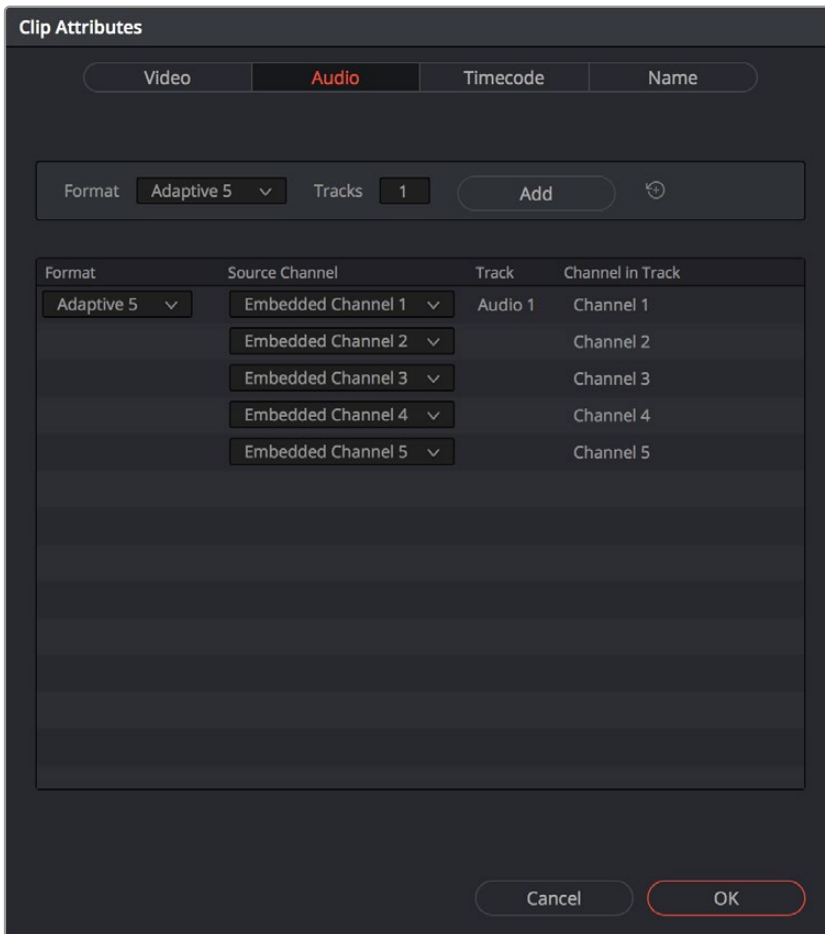 Clip Attributes
Video Audio Timecode Name
Format Adaptive 5 Tracks 1 Add
Format Source Channel Track Channel in Track
Adaptive 5 Embedded Channel 1 Audio 1 Channel 1
Embedded Channel 2 Channel 2
Embedded Channel 3 Channel 3
Embedded Channel 4 Channel 4
Embedded Channel 5 Channel 5
Cancel OK